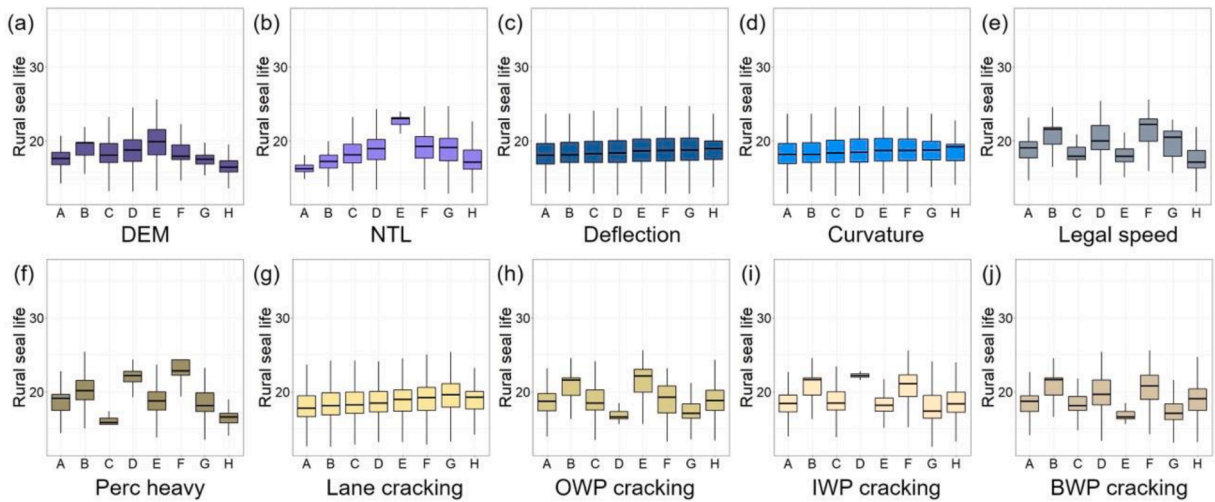 (a) (b) (c) (d) (e)
Rural seal life Rural seal life Rural seal life Rural seal life Rural seal life
30 30 30 30 30
20 20 20 20 20
A B C D E F G H A B C D E F G H A B C D E F G H A B C D E F G H A B C D E F G H
DEM NTL Deflection Curvature Legal speed
(f) (g) (h) (i) (j)
Rural seal life Rural seal life Rural seal life Rural seal life Rural seal life
30 30 30 30 30
20 20 20 20 20
A B C D E F G H A B C D E F G H A B C D E F G H A B C D E F G H A B C D E F G H
Perc heavy Lane cracking OWP cracking IWP cracking BWP cracking